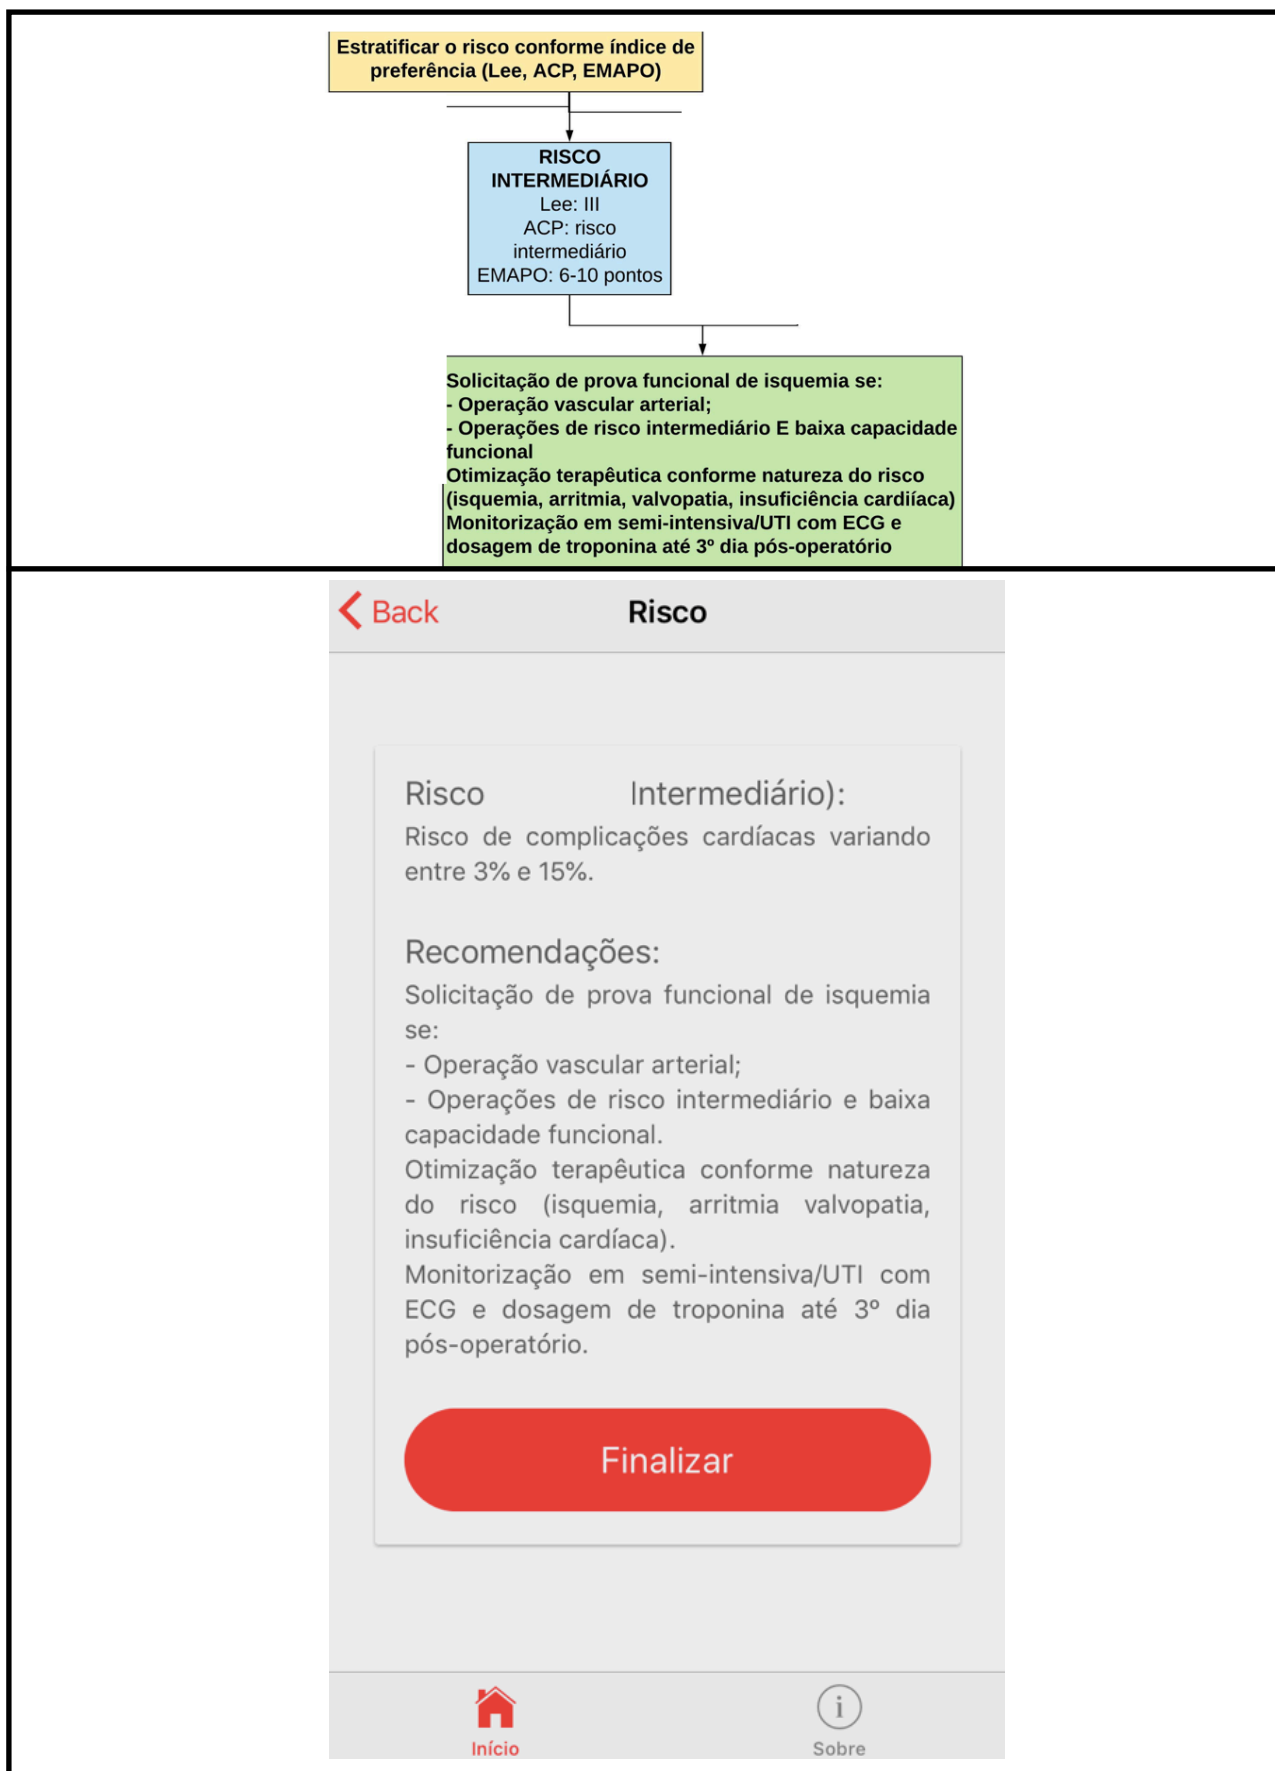 Estratificar o risco conforme índice de
preferência (Lee, ACP, EMAPO)
RISCO
INTERMEDIÁRIO
Lee: III
ACP: risco
intermediário
EMAPO: 6-10 pontos
Solicitação de prova funcional de isquemia se:
- Operação vascular arterial;
- Operações de risco intermediário E baixa capacidade
funcional
Otimização terapêutica conforme natureza do risco
(isquemia, arritmia, valvopatia, insuficiência cardiíaca)
Monitorização em semi-intensiva/UTI com ECG e
dosagem de troponina até 3º dia pós-operatório
Back Risco
Risco Intermediário):
Risco de complicações cardíacas variando
entre 3% e 15%.
Recomendações:
Solicitação de prova funcional de isquemia
se:
- Operação vascular arterial;
- Operações de risco intermediário e baixa
capacidade funcional.
Otimização terapêutica conforme natureza
do risco (isquemia, arritmia valvopatia,
insuficiência cardíaca).
Monitorização em semi-intensiva/UTI com
ECG e dosagem de troponina até 3º dia
pós-operatório.
Finalizar
Início Sobre